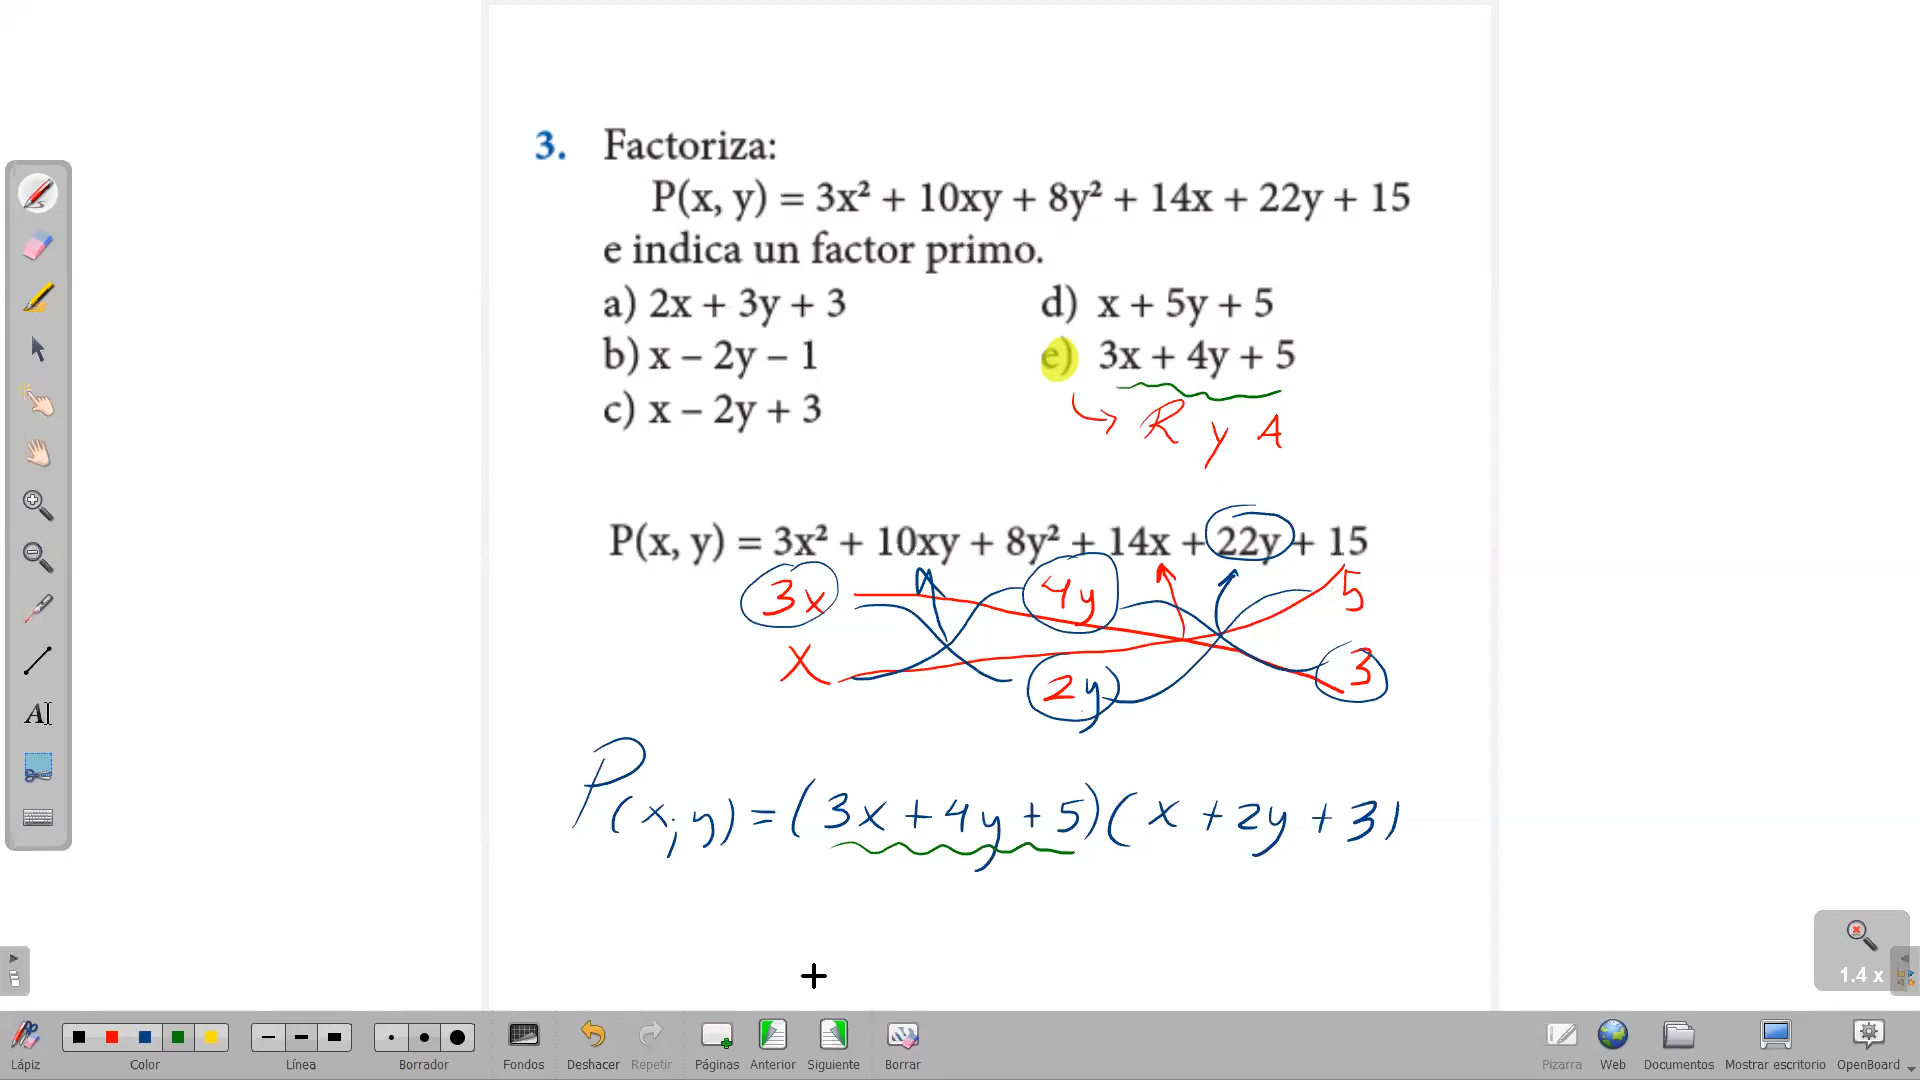 3. Factoriza:
P(x, y) = 3x² + 10xy + 8y² + 14x + 22y + 15
e indica un factor primo.
a) 2x + 3y + 3
d) x + 5y + 5
b) x – 2y – 1
e) 3x + 4y + 5
c) x – 2y + 3
R y A
P(x, y) = 3x² + 10xy + 8y² + 14x + 22y + 15
3x 4y 5
x 2y 3
P(x;y) = (3x+4y+5)(x+2y+3)
1.4 x
Lápiz
Color
Línea
Borrador
Fondos
Deshacer
Repetir
Páginas
Anterior
Siguiente
Borrar
Pizarra
Web
Documentos
Mostrar escritorio
OpenBoard